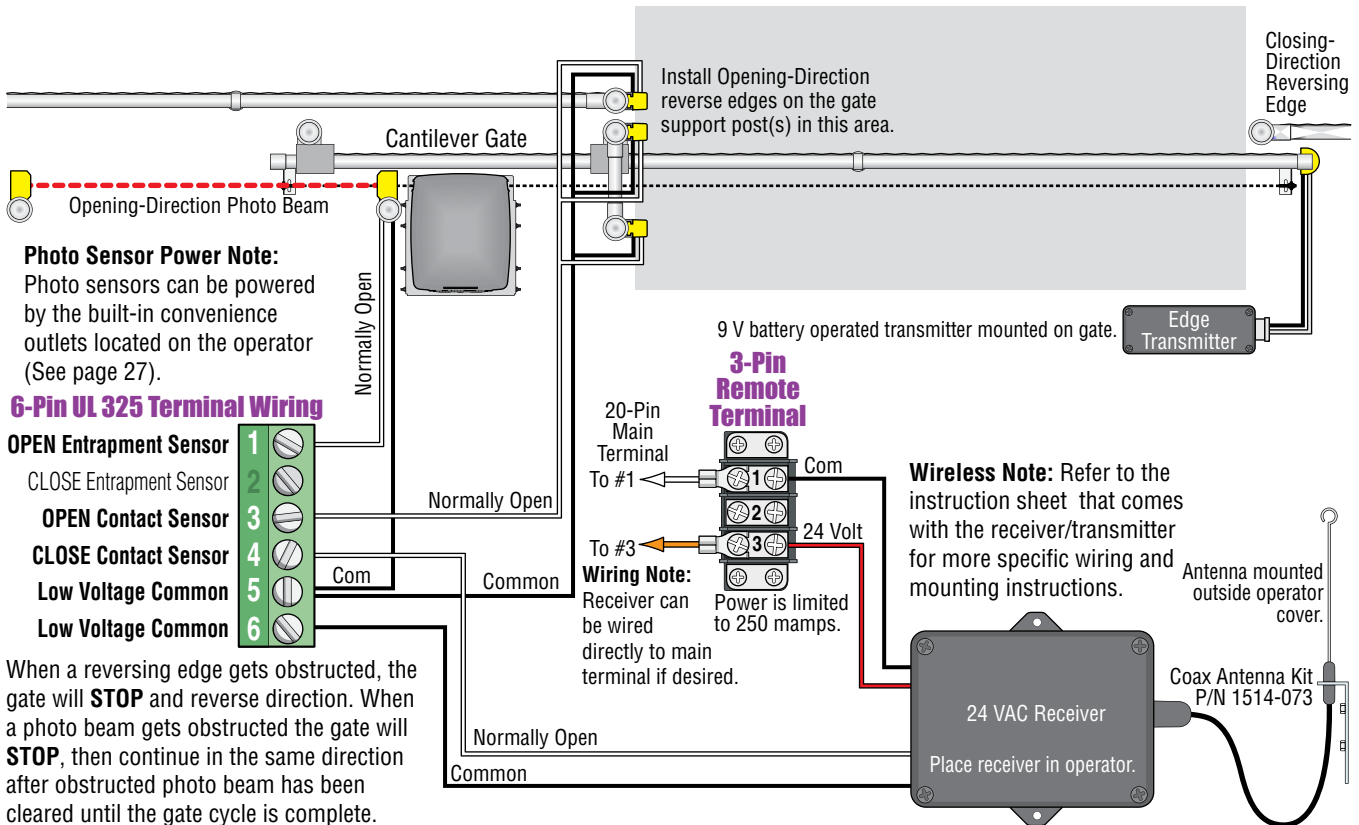 Closing-
Direction
Reversing
Edge
Install Opening-Direction
reverse edges on the gate
support post(s) in this area.
Cantilever Gate
Opening-Direction Photo Beam
Photo Sensor Power Note:
Photo sensors can be powered
by the built-in convenience
outlets located on the operator
(See page 27).
Normally Open
9 V battery operated transmitter mounted on gate.
Edge
Transmitter
6-Pin UL 325 Terminal Wiring
OPEN Entrapment Sensor 1
CLOSE Entrapment Sensor 2
OPEN Contact Sensor 3
CLOSE Contact Sensor 4
Low Voltage Common 5
Low Voltage Common 6
Normally Open
Com
Common
3-Pin
Remote
Terminal
20-Pin
Main
Terminal
To #1
1
Com
2
To #3
3
24 Volt
Wiring Note:
Receiver can
be wired
directly to main
terminal if desired.
Power is limited
to 250 mamps.
Wireless Note: Refer to the
instruction sheet that comes
with the receiver/transmitter
for more specific wiring and
mounting instructions.
Antenna mounted
outside operator
cover.
Coax Antenna Kit
P/N 1514-073
24 VAC Receiver
Place receiver in operator.
Normally Open
Common
When a reversing edge gets obstructed, the
gate will STOP and reverse direction. When
a photo beam gets obstructed the gate will
STOP, then continue in the same direction
after obstructed photo beam has been
cleared until the gate cycle is complete.